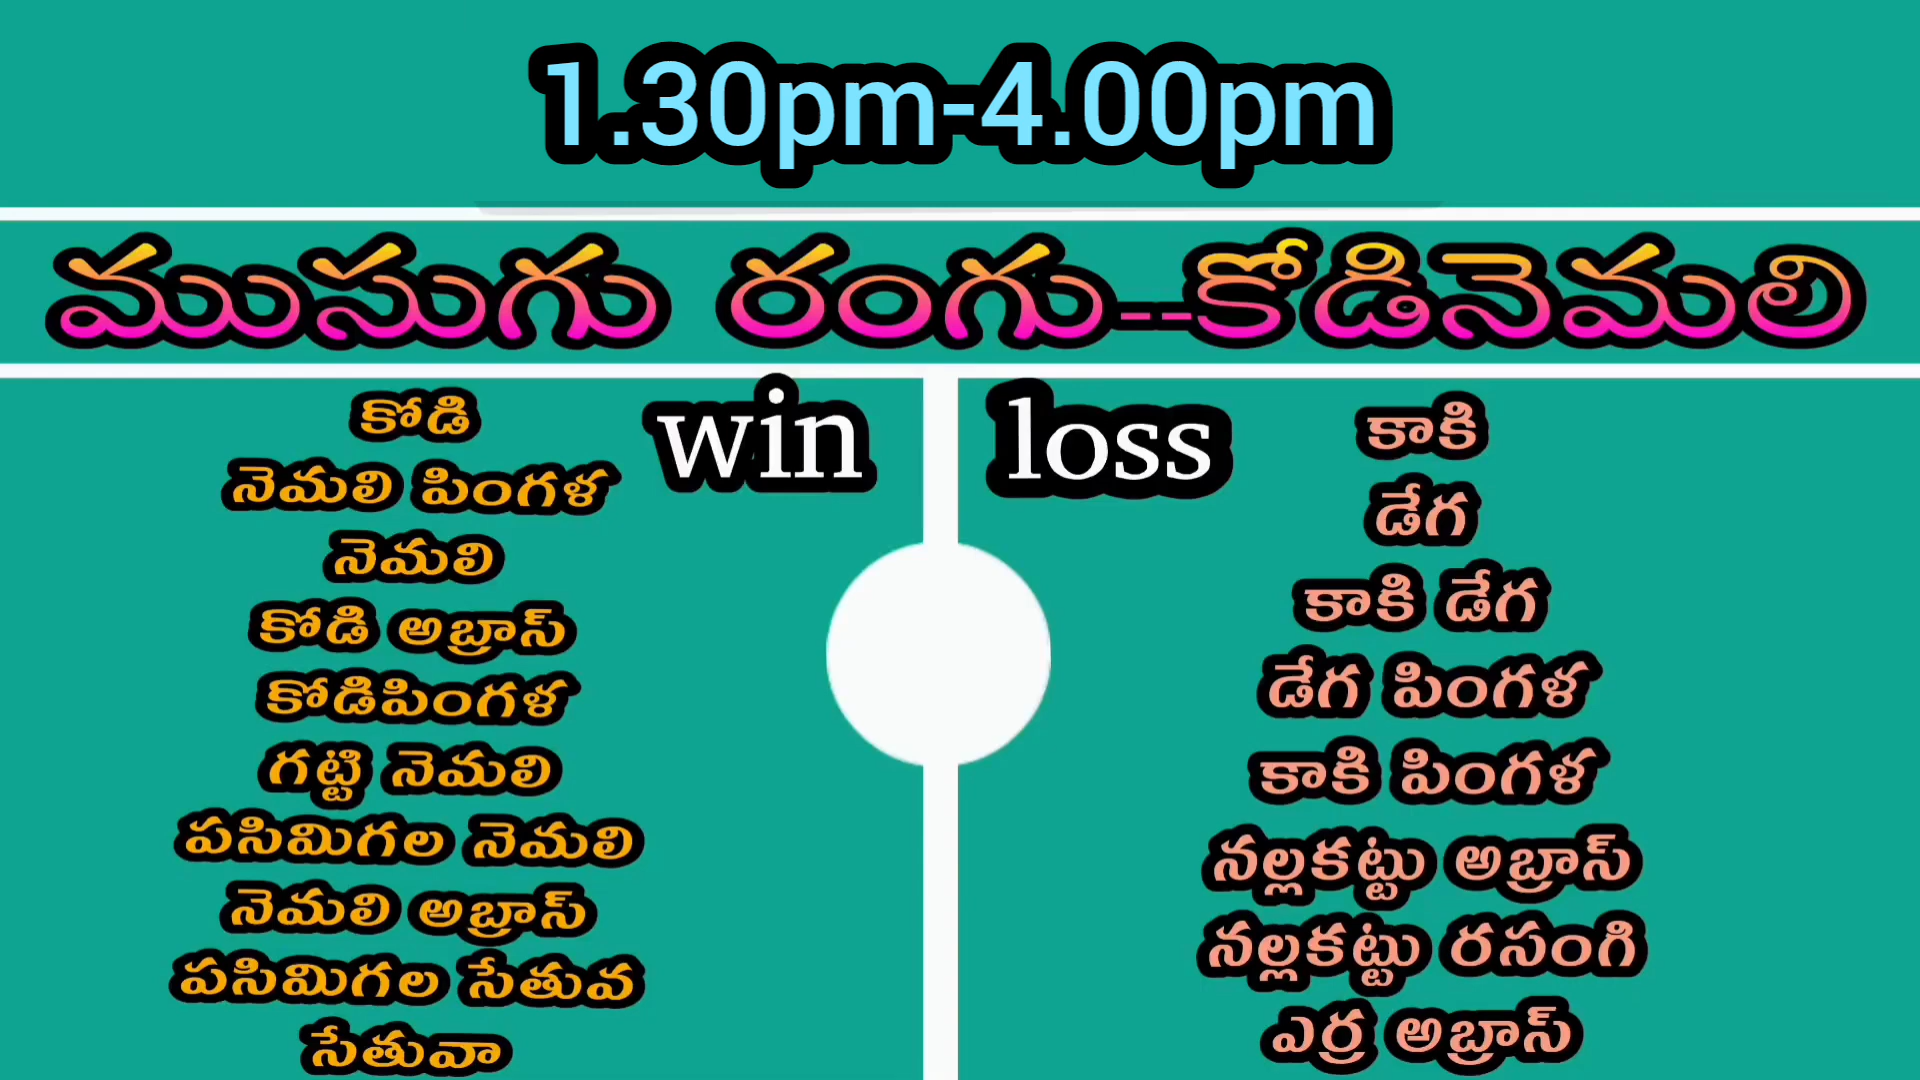 1.30pm-4.00pm
ముసుగు రంగు--కోడినెమలి
win
కోడి
నెమలి పింగళ
నెమలి
కోడి అబ్రాస్
కోడిపింగళ
గట్టి నెమలి
పసిమిగల నెమలి
నెమలి అబ్రాస్
పసిమిగల సేతువ
సేతువా
loss
కాకి
డేగ
కాకి డేగ
డేగ పింగళ
కాకి పింగళ
నల్లకట్టు అబ్రాస్
నల్లకట్టు రసంగి
ఎర్ర అబ్రాస్